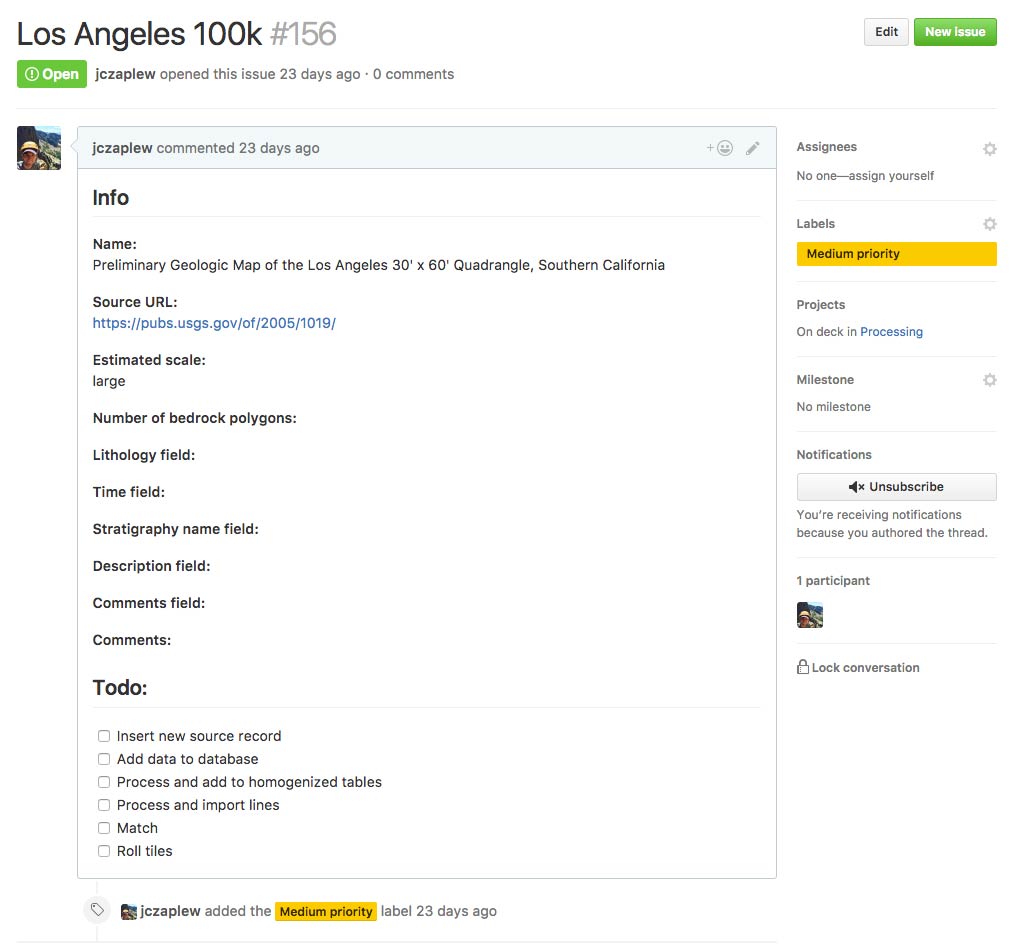 Los Angeles 100k #156
Edit
New issue
Open
jczaplew opened this issue 23 days ago · 0 comments
jczaplew commented 23 days ago
Info
Name:
Preliminary Geologic Map of the Los Angeles 30' x 60' Quadrangle, Southern California
Source URL:
https://pubs.usgs.gov/of/2005/1019/
Estimated scale:
large
Number of bedrock polygons:
Lithology field:
Time field:
Stratigraphy name field:
Description field:
Comments field:
Comments:
Todo:
Insert new source record
Add data to database
Process and add to homogenized tables
Process and import lines
Match
Roll tiles
jczaplew added the Medium priority label 23 days ago
Assignees
No one—assign yourself
Labels
Medium priority
Projects
On deck in Processing
Milestone
No milestone
Notifications
Unsubscribe
You're receiving notifications
because you authored the thread.
1 participant
Lock conversation